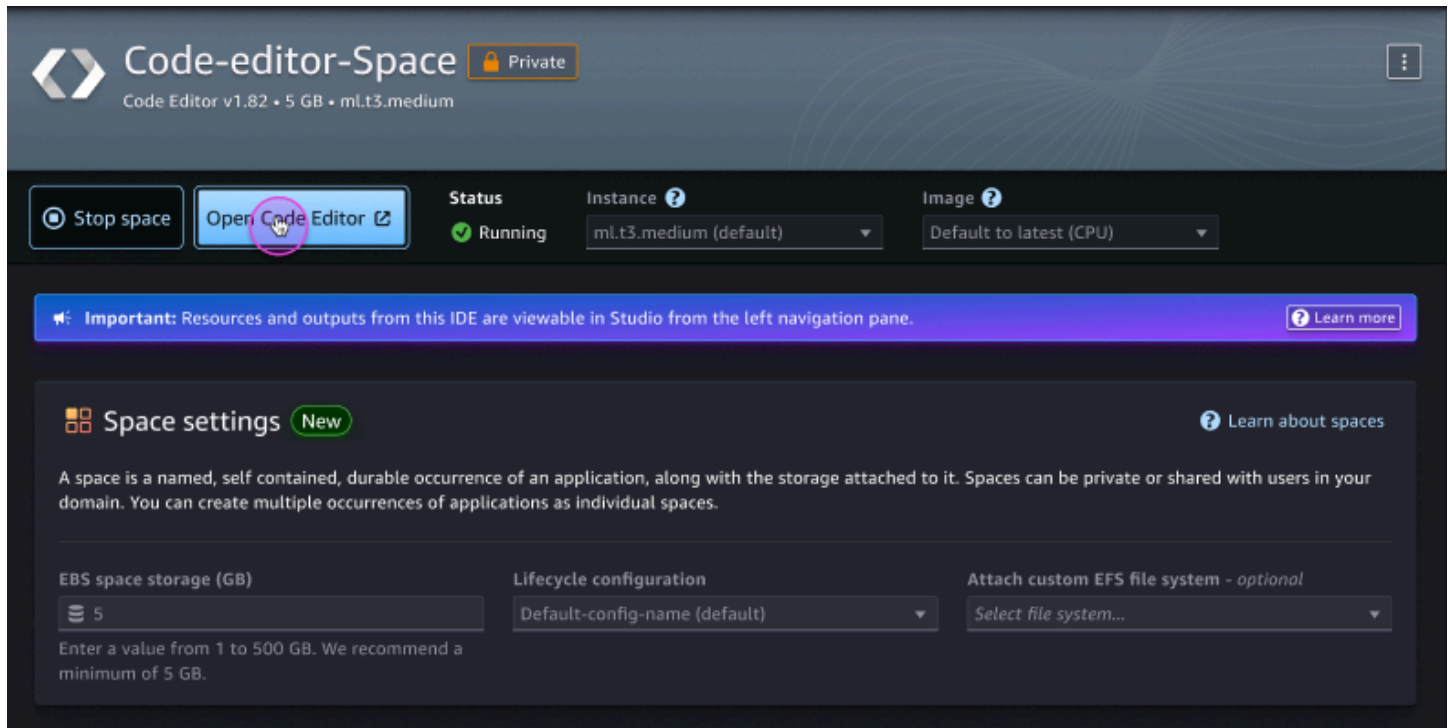 Code-editor-Space
Private
Code Editor v1.82 • 5 GB • ml.t3.medium
Stop space
Open Code Editor
Status
Running
Instance
ml.t3.medium (default)
Image
Default to latest (CPU)
Important: Resources and outputs from this IDE are viewable in Studio from the left navigation pane.
Learn more
Space settings
New
Learn about spaces
A space is a named, self contained, durable occurrence of an application, along with the storage attached to it. Spaces can be private or shared with users in your
domain. You can create multiple occurrences of applications as individual spaces.
EBS space storage (GB)
5
Enter a value from 1 to 500 GB. We recommend a
minimum of 5 GB.
Lifecycle configuration
Default-config-name (default)
Attach custom EFS file system - optional
Select file system...